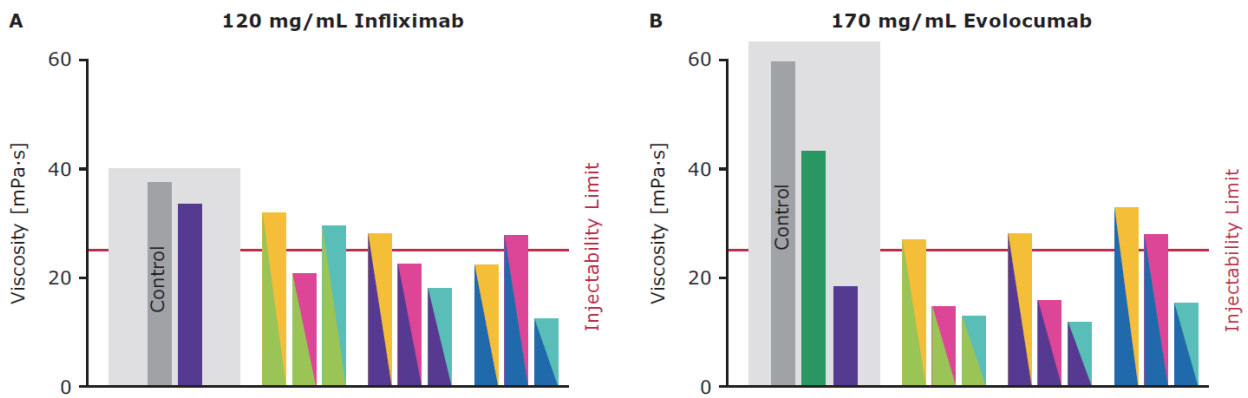 A
120 mg/mL Infliximab
Viscosity [mPa·s]
60
40
20
0
Control
Injectability Limit
B
170 mg/mL Evolocumab
Viscosity [mPa·s]
60
40
20
0
Control
Injectability Limit